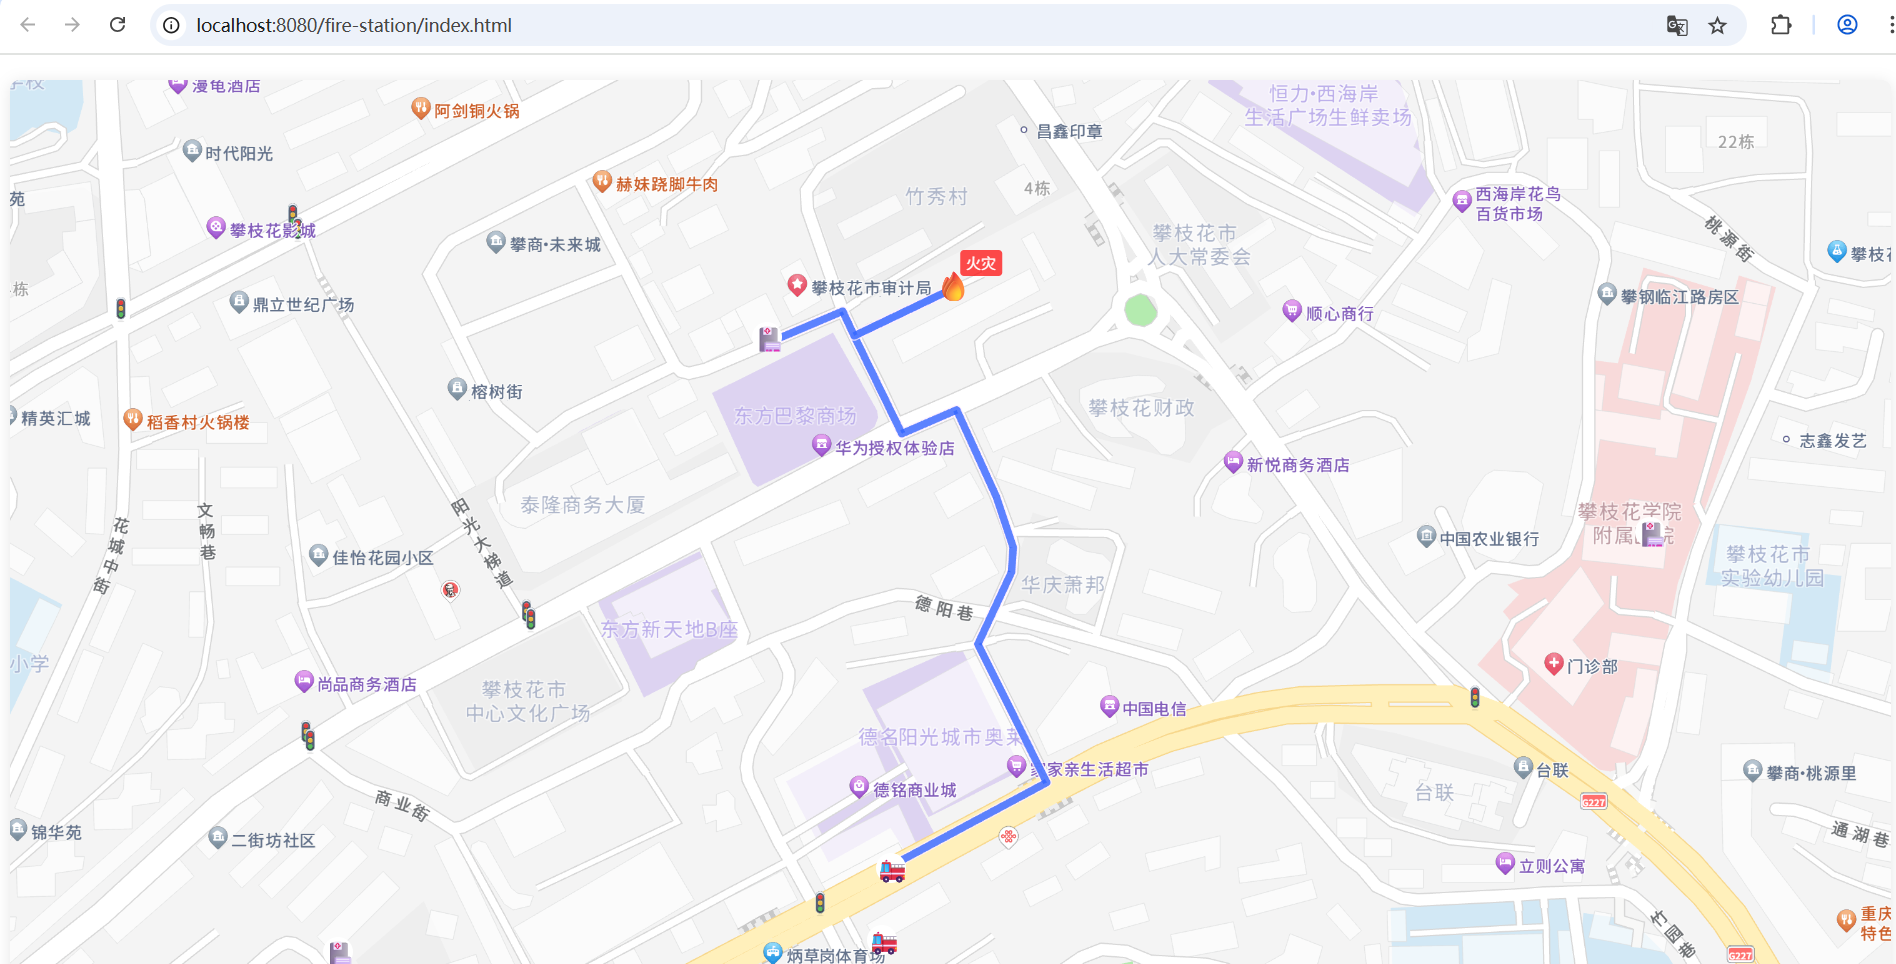 localhost:8080/fire-station/index.html
学校
漫龟酒店
阿剑铜火锅
恒力·西海岸
生活广场生鲜卖场
昌鑫印章
22栋
时代阳光
赫妹跷脚牛肉
竹秀村
4栋
西海岸花鸟
百货市场
苑
攀枝花影城
攀商·未来城
攀枝花市
人大常委会
桃源街
火灾
攀枝花市审计局
栋
鼎立世纪广场
顺心商行
攀钢临江路房区
榕树街
东方巴黎商场
攀枝花财政
精英汇城
稻香村火锅楼
华为授权体验店
新悦商务酒店
志鑫发艺
泰隆商务大厦
阳光大梯道
文畅巷
花城中街
攀枝花学院
附属
院
中国农业银行
佳怡花园小区
攀枝花市
实验幼儿园
华庆萧邦
德阳巷
东方新天地B座
小学
门诊部
尚品商务酒店
攀枝花市
中心文化广场
中国电信
德名阳光城市奥莱
家家亲生活超市
台联
台联
攀商·桃源里
德铭商业城
商业街
G227
锦华苑
二街坊社区
通湖巷
立则公寓
竹园巷
重庆
特色
炳草岗体育场
G227